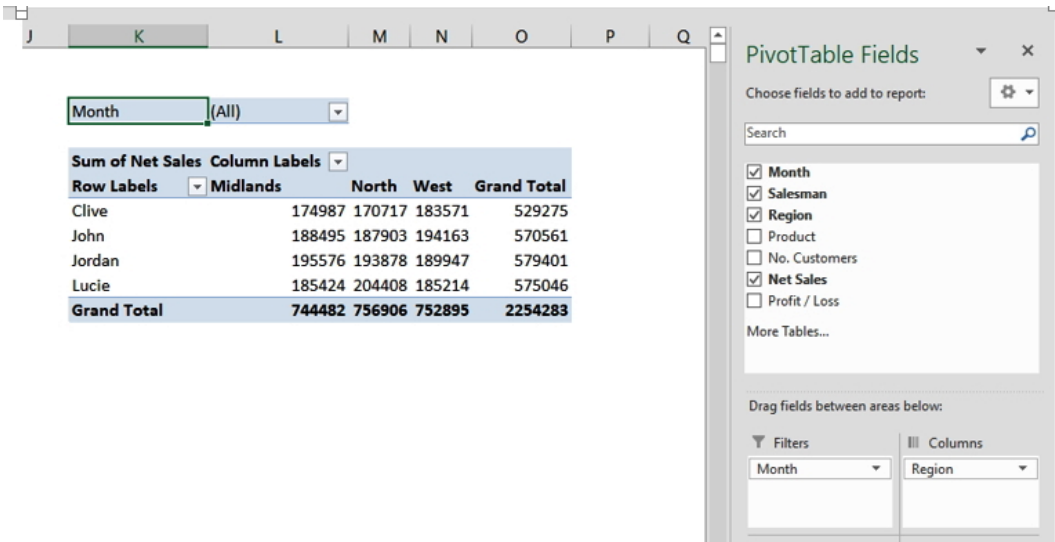 J K L M N O P Q
Month (All)
Sum of Net Sales Column Labels
Row Labels Midlands North West Grand Total
Clive 174987 170717 183571 529275
John 188495 187903 194163 570561
Jordan 195576 193878 189947 579401
Lucie 185424 204408 185214 575046
Grand Total 744482 756906 752895 2254283
PivotTable Fields
Choose fields to add to report:
Search
Month
Salesman
Region
Product
No. Customers
Net Sales
Profit / Loss
More Tables...
Drag fields between areas below:
Filters
Columns
Month
Region